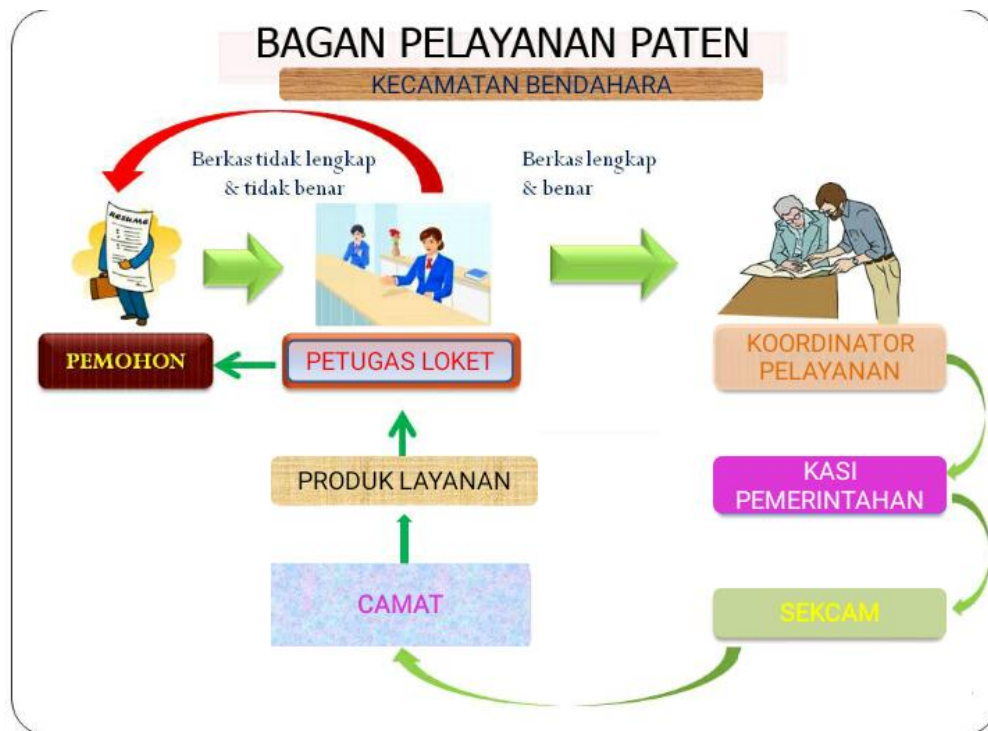 BAGAN PELAYANAN PATEN
KECAMATAN BENDAHARA
Berkas tidak lengkap
& tidak benar
Berkas lengkap
& benar
RESUME
PEMOHON
PETUGAS LOKET
KOORDINATOR
PELAYANAN
PRODUK LAYANAN
KASI
PEMERINTAHAN
CAMAT
SEKCAM